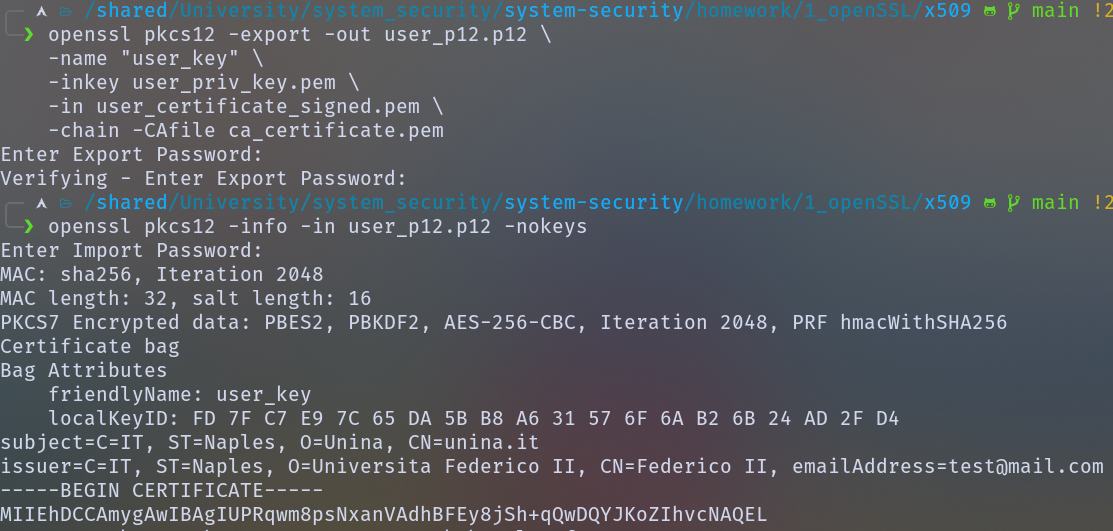 /shared/University/system_security/system-security/homework/1_openSSL/x509 main !2
❯ openssl pkcs12 -export -out user_p12.p12 \
-name "user_key" \
-inkey user_priv_key.pem \
-in user_certificate_signed.pem \
-chain -CAfile ca_certificate.pem
Enter Export Password:
Verifying - Enter Export Password:
/shared/University/system_security/system-security/homework/1_openSSL/x509 main !2
❯ openssl pkcs12 -info -in user_p12.p12 -nokeys
Enter Import Password:
MAC: sha256, Iteration 2048
MAC length: 32, salt length: 16
PKCS7 Encrypted data: PBES2, PBKDF2, AES-256-CBC, Iteration 2048, PRF hmacWithSHA256
Certificate bag
Bag Attributes
friendlyName: user_key
localKeyID: FD 7F C7 E9 7C 65 DA 5B B8 A6 31 57 6F 6A B2 6B 24 AD 2F D4
subject=C=IT, ST=Naples, O=Unina, CN=unina.it
issuer=C=IT, ST=Naples, O=Universita Federico II, CN=Federico II, emailAddress=test@mail.com
-----BEGIN CERTIFICATE-----
MIIEhDCCAmygAwIBAgIUPRqwm8psNxanVAdhBFEy8jSh+qQwDQYJKoZIhvcNAQEL